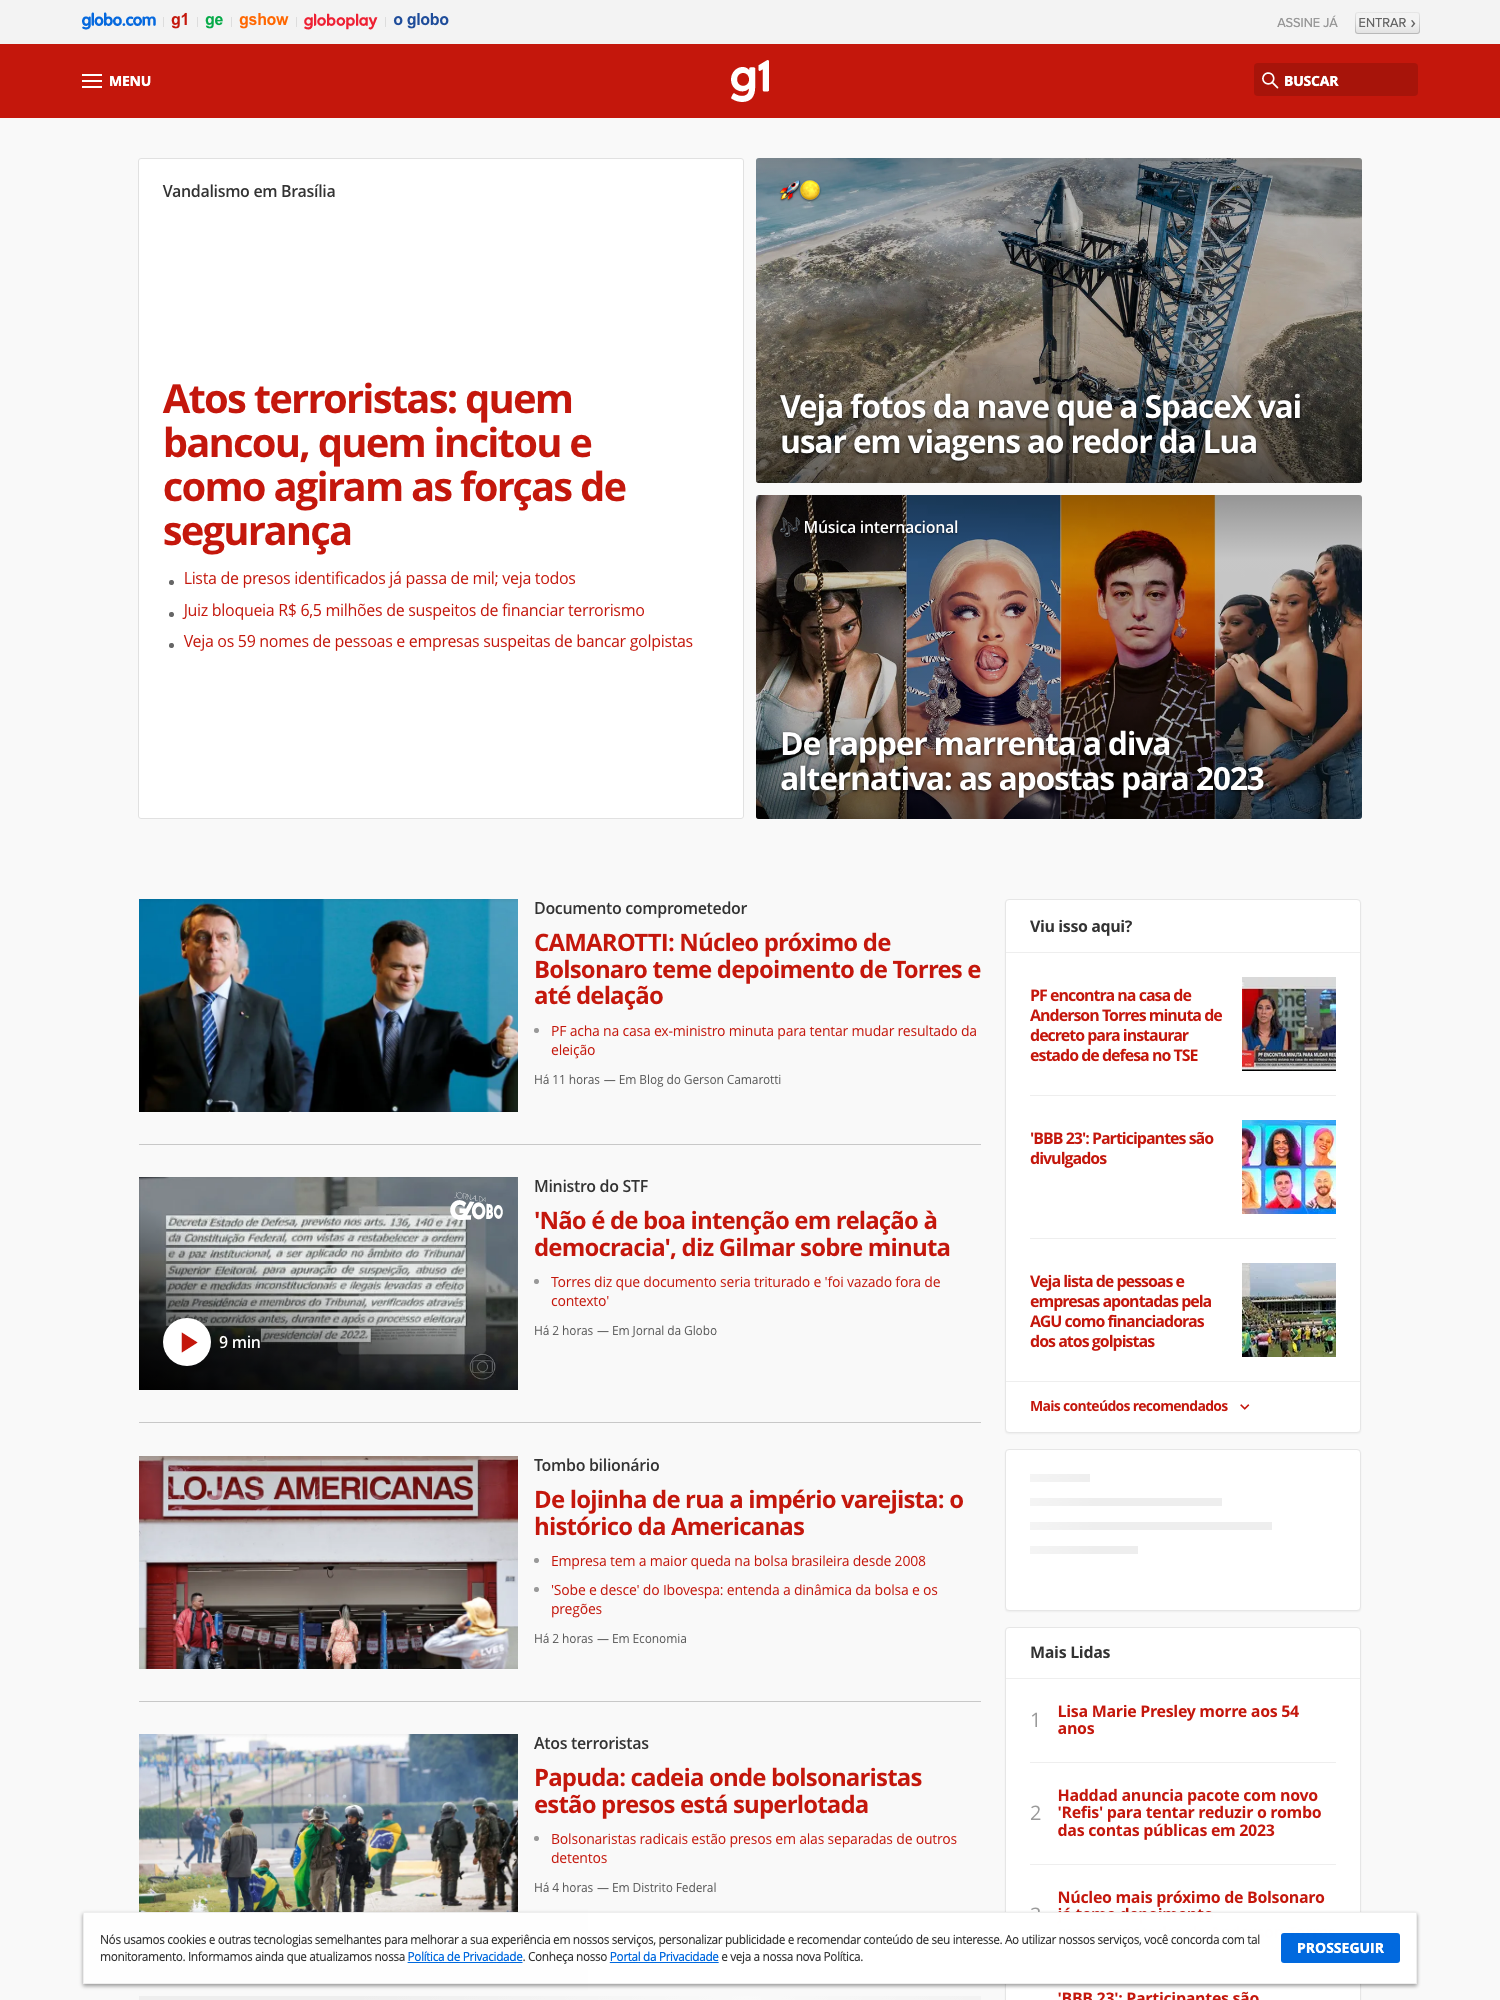 globo.com g1 ge gshow globoplay o globo
ASSINE JÁ ENTRAR ›
MENU
g1
BUSCAR
Vandalismo em Brasília
Atos terroristas: quem
bancou, quem incitou e
como agiram as forças de
segurança
Lista de presos identificados já passa de mil; veja todos
Juiz bloqueia R$ 6,5 milhões de suspeitos de financiar terrorismo
Veja os 59 nomes de pessoas e empresas suspeitas de bancar golpistas
Veja fotos da nave que a SpaceX vai
usar em viagens ao redor da Lua
Música internacional
De rapper marrenta a diva
alternativa: as apostas para 2023
Documento comprometedor
CAMAROTTI: Núcleo próximo de
Bolsonaro teme depoimento de Torres e
até delação
PF acha na casa ex-ministro minuta para tentar mudar resultado da
eleição
Há 11 horas — Em Blog do Gerson Camarotti
JORNAL DA
GLOBO
Decreta Estado de Defesa, previsto nos arts. 136, 140 e 141
da Constituição Federal, com vistas a restabelecer a ordem
e a paz institucional, a ser aplicado no âmbito do Tribunal
Superior Eleitoral, para apuração de suspeição, abuso de
poder e medidas inconstitucionais e ilegais levadas a efeito
pela Presidência e membros do Tribunal, verificados através
ocorridos antes, durante e após o processo eleitoral
presidencial de 2022.
9 min
Ministro do STF
'Não é de boa intenção em relação à
democracia', diz Gilmar sobre minuta
Torres diz que documento seria triturado e 'foi vazado fora de
contexto'
Há 2 horas — Em Jornal da Globo
LOJAS AMERICANAS
Tombo bilionário
De lojinha de rua a império varejista: o
histórico da Americanas
Empresa tem a maior queda na bolsa brasileira desde 2008
'Sobe e desce' do Ibovespa: entenda a dinâmica da bolsa e os
pregões
Há 2 horas — Em Economia
Atos terroristas
Papuda: cadeia onde bolsonaristas
estão presos está superlotada
Bolsonaristas radicais estão presos em alas separadas de outros
detentos
Há 4 horas — Em Distrito Federal
Viu isso aqui?
PF encontra na casa de
Anderson Torres minuta de
decreto para instaurar
estado de defesa no TSE
PF ENCONTRA MINUTA PARA MUDAR RES
'BBB 23': Participantes são
divulgados
Veja lista de pessoas e
empresas apontadas pela
AGU como financiadoras
dos atos golpistas
Mais conteúdos recomendados
Mais Lidas
1
Lisa Marie Presley morre aos 54
anos
2
Haddad anuncia pacote com novo
'Refis' para tentar reduzir o rombo
das contas públicas em 2023
Núcleo mais próximo de Bolsonaro
já teme depoimento
Nós usamos cookies e outras tecnologias semelhantes para melhorar a sua experiência em nossos serviços, personalizar publicidade e recomendar conteúdo de seu interesse. Ao utilizar nossos serviços, você concorda com tal
monitoramento. Informamos ainda que atualizamos nossa Política de Privacidade. Conheça nosso Portal da Privacidade e veja a nossa nova Política.
PROSSEGUIR
'BBB 23': Participantes são